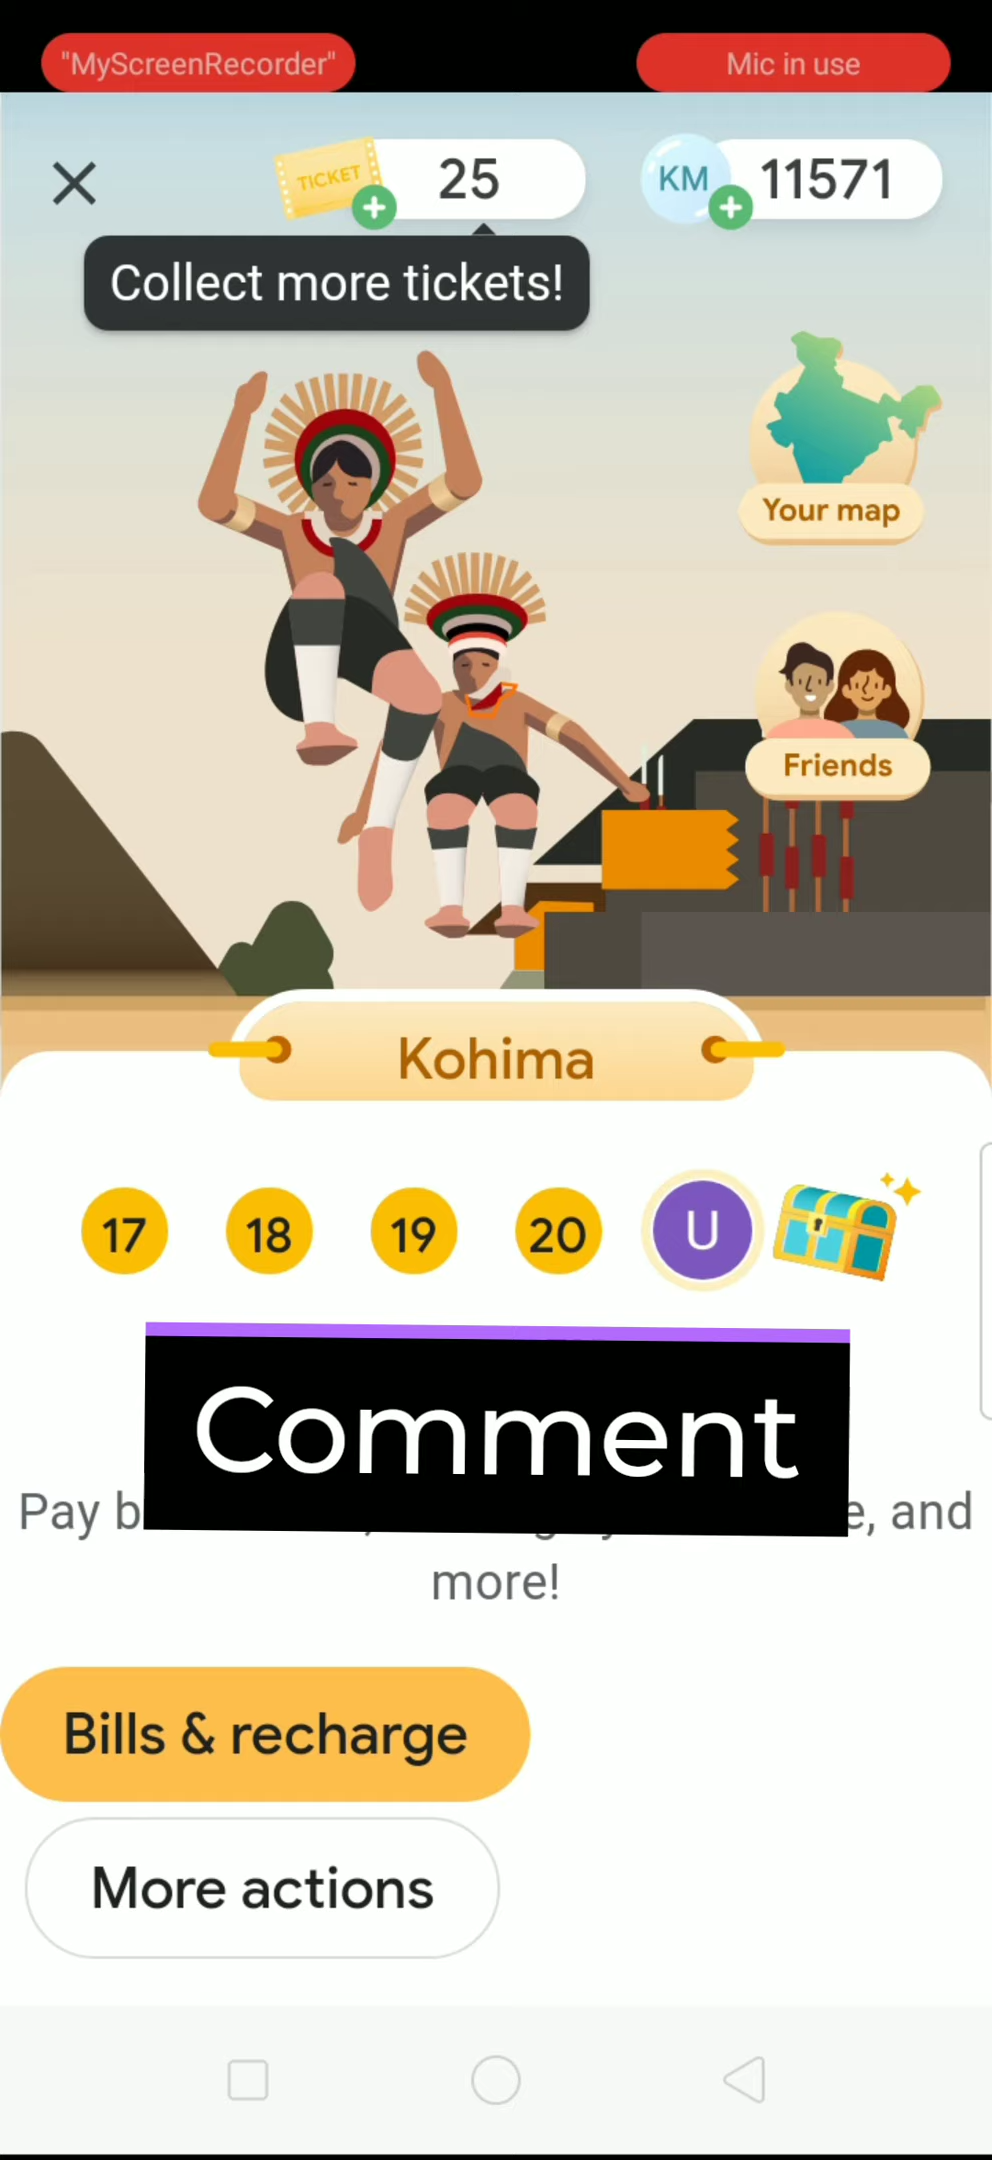 "MyScreenRecorder"
Mic in use
TICKET
25
KM
11571
Collect more tickets!
Your map
Friends
Kohima
17 18 19 20 U
Comment
Pay and
more!
Bills & recharge
More actions